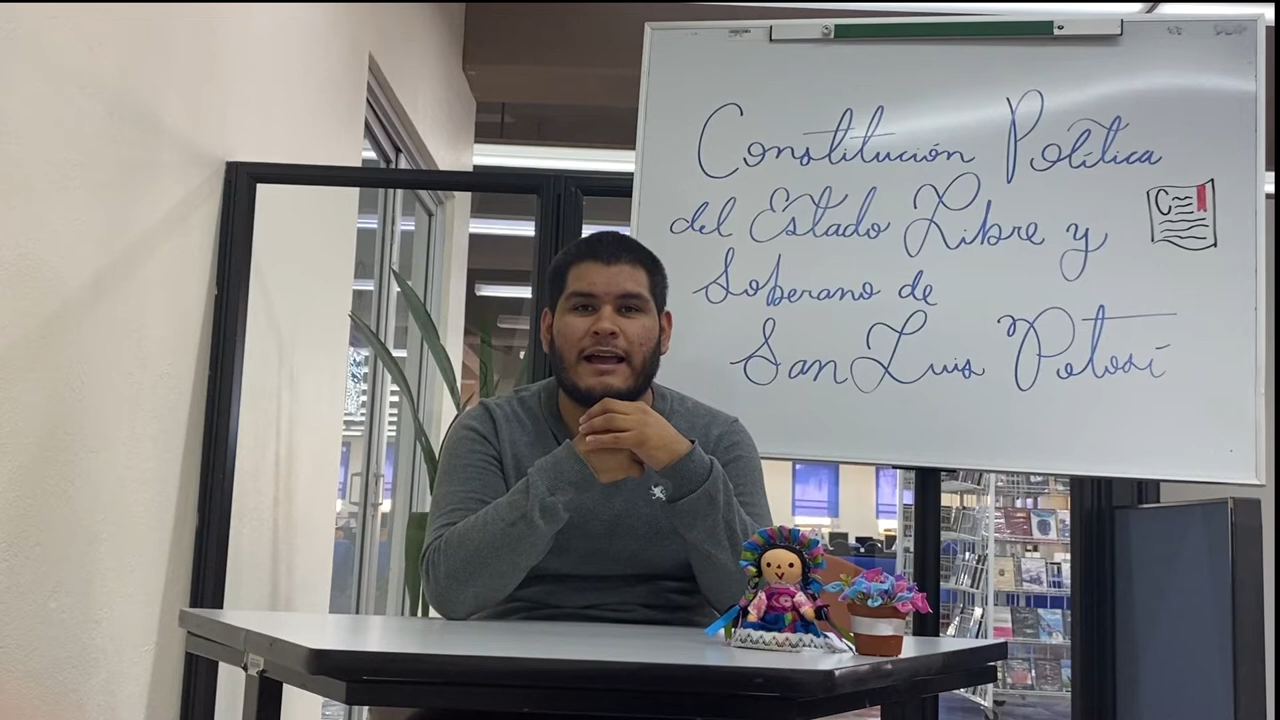 Constitución Política
del Estado Libre y
Soberano de
San Luis Potosí
C